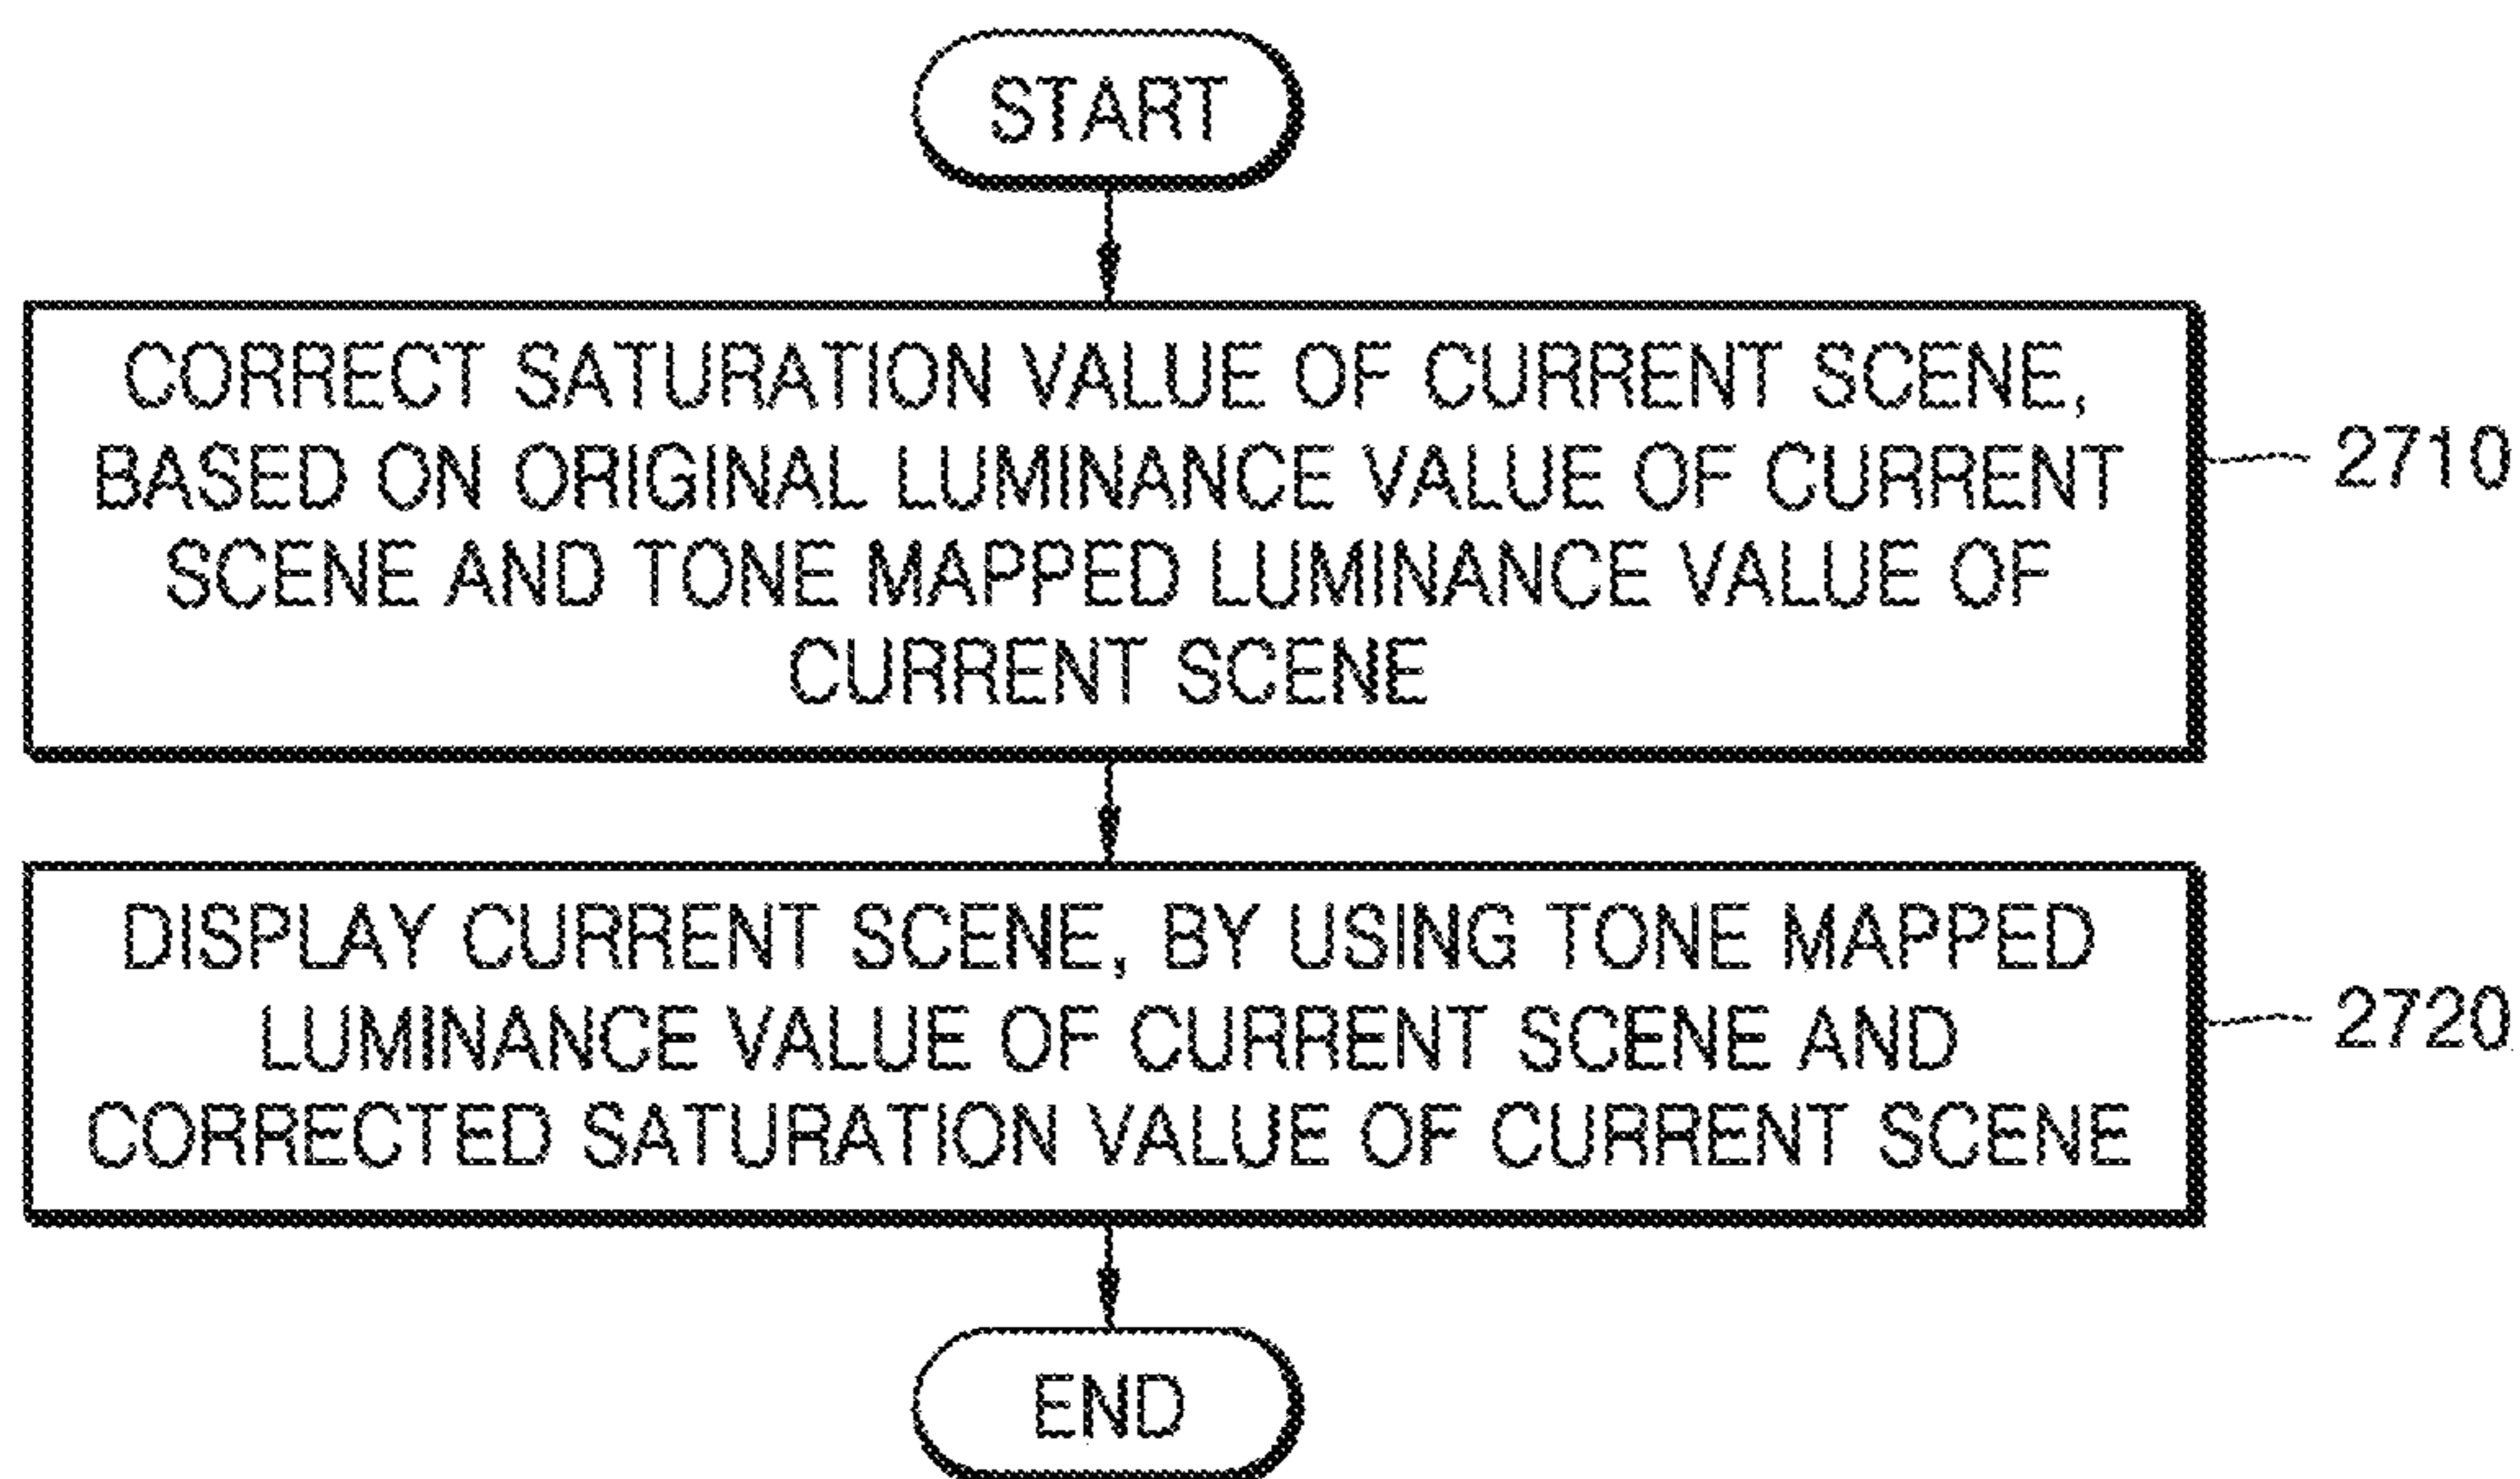 START
CORRECT SATURATION VALUE OF CURRENT SCENE,
BASED ON ORIGINAL LUMINANCE VALUE OF CURRENT
SCENE AND TONE MAPPED LUMINANCE VALUE OF
CURRENT SCENE
2710
DISPLAY CURRENT SCENE, BY USING TONE MAPPED
LUMINANCE VALUE OF CURRENT SCENE AND
CORRECTED SATURATION VALUE OF CURRENT SCENE
2720
END